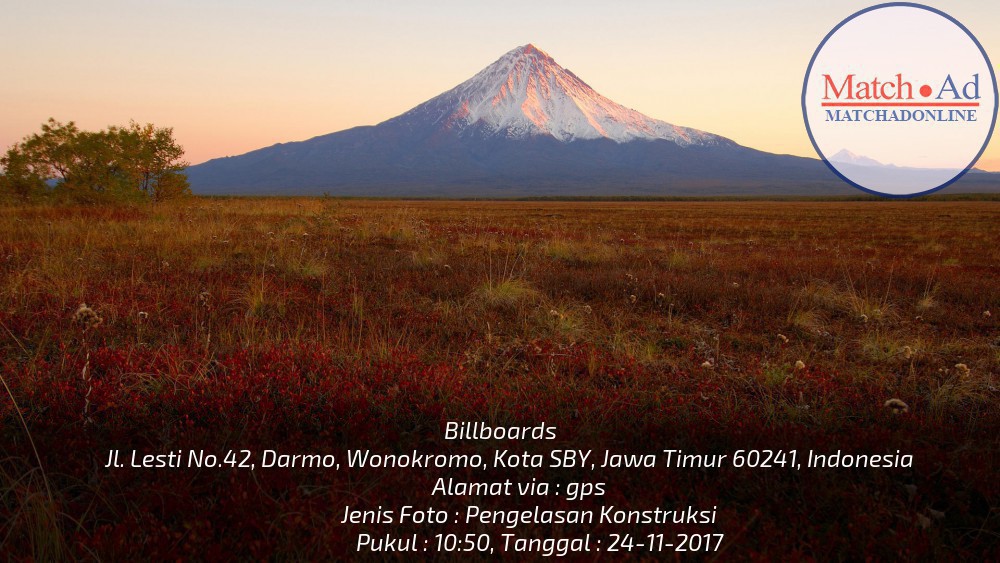 Match Ad
MATCHADONLINE
Billboards
Jl. Lesti No.42, Darmo, Wonokromo, Kota SBY, Jawa Timur 60241, Indonesia
Alamat via : gps
Jenis Foto : Pengelasan Konstruksi
Pukul : 10:50, Tanggal : 24-11-2017